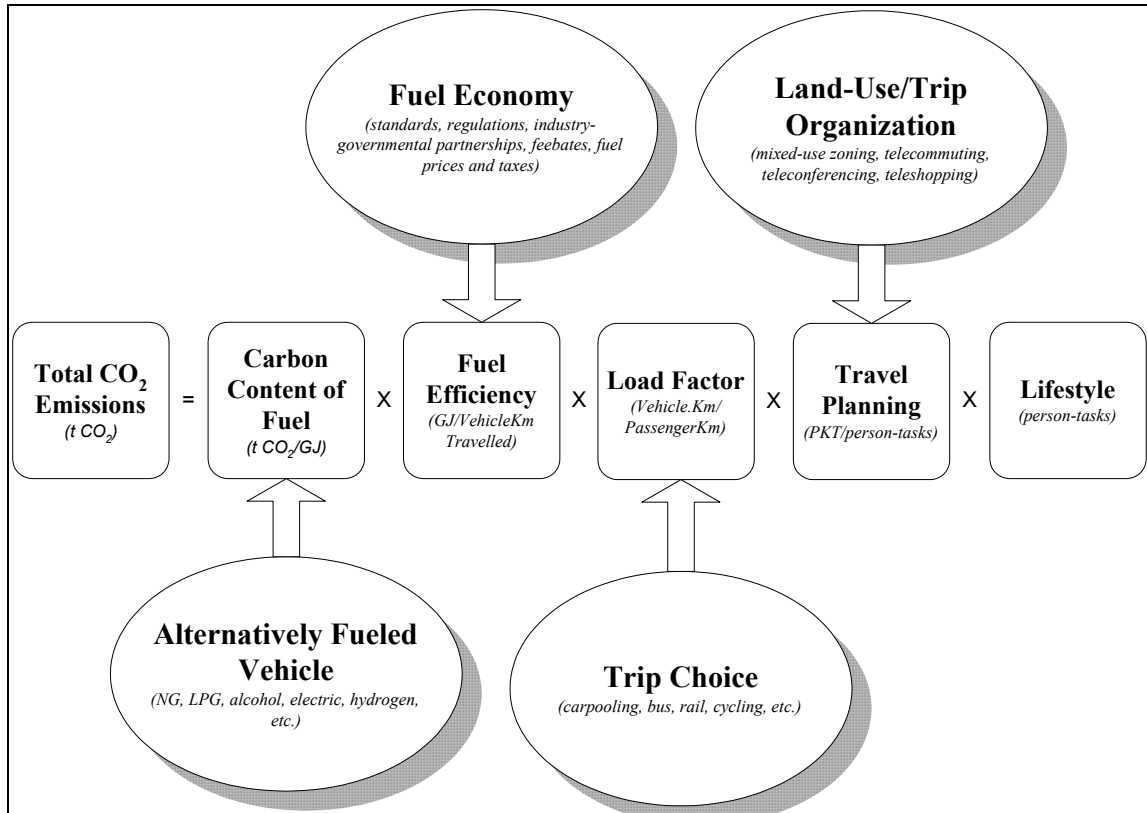 Fuel Economy
(standards, regulations, industry-
governmental partnerships, feebates, fuel
prices and taxes)
Land-Use/Trip
Organization
(mixed-use zoning, telecommuting,
teleconferencing, teleshopping)
Total CO2
Emissions
(t CO2)
=
Carbon
Content of
Fuel
(t CO2/GJ)
X
Fuel
Efficiency
(GJ/VehicleKm
Travelled)
X
Load Factor
(Vehicle.Km/
PassengerKm)
X
Travel
Planning
(PKT/person-tasks)
X
Lifestyle
(person-tasks)
Alternatively Fueled
Vehicle
(NG, LPG, alcohol, electric, hydrogen,
etc.)
Trip Choice
(carpooling, bus, rail, cycling, etc.)